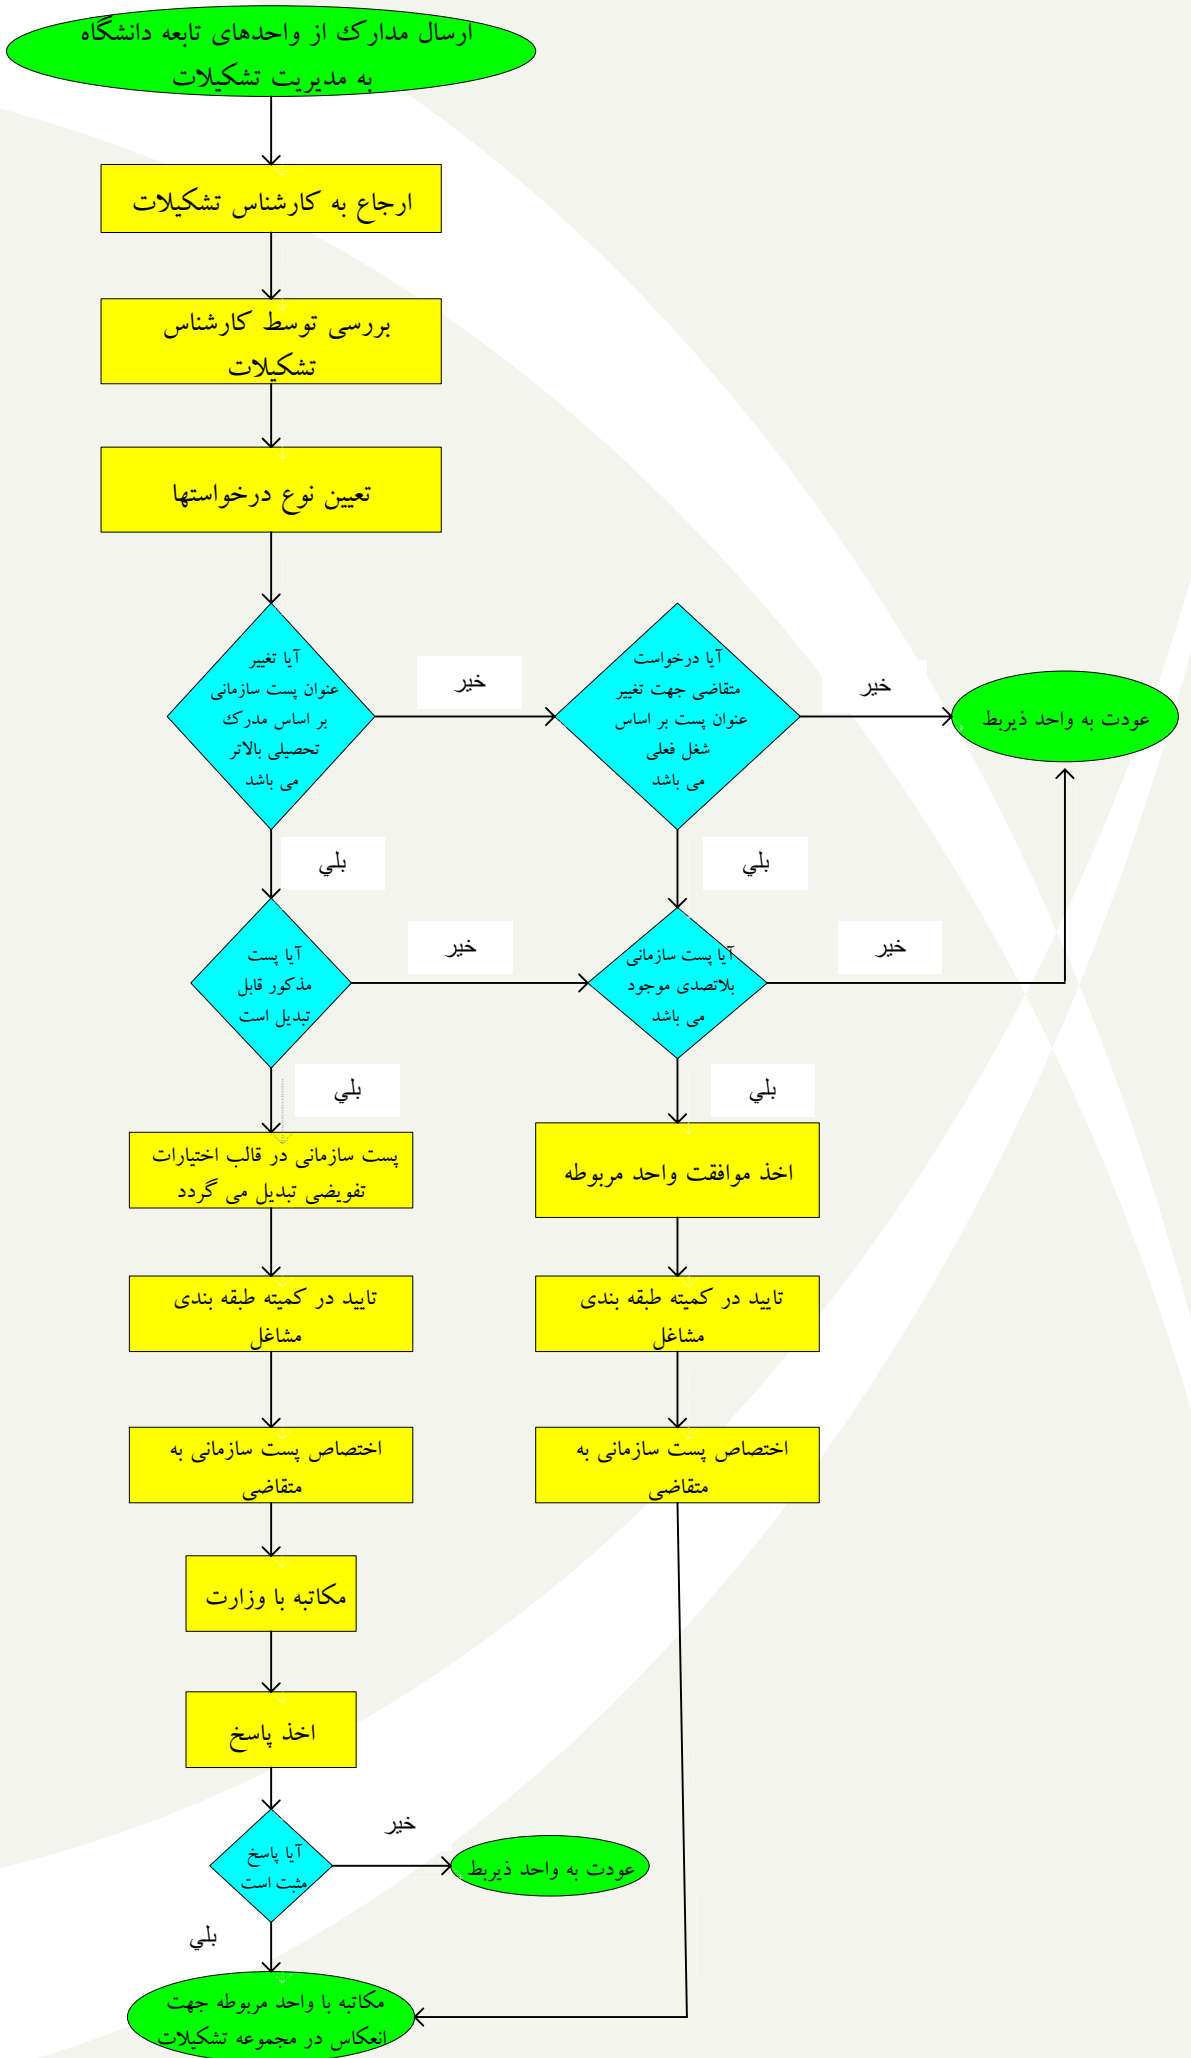 ارسال مدارك از واحدهای تابعه دانشگاه
به مدیریت تشکیلات
ارجاع به کارشناس تشکیلات
بررسی توسط کارشناس
تشکیلات
تعیین نوع درخواستها
آیا تغییر
عنوان پست سازمانی
بر اساس مدرك
تحصیلی بالاتر
می باشد
خیر
آیا درخواست
متقاضی جهت تغییر
عنوان پست بر اساس
شغل فعلی
می باشد
خیر
عودت به واحد ذیربط
بلي
بلي
آیا پست
مذکور قابل
تبدیل است
خیر
آیا پست سازمانی
بلاتصدی موجود
می باشد
خیر
بلي
بلي
پست سازمانی در قالب اختیارات
تفویضی تبدیل می گردد
اخذ موافقت واحد مربوطه
تایید در کمیته طبقه بندی
مشاغل
تایید در کمیته طبقه بندی
مشاغل
اختصاص پست سازمانی به
متقاضی
اختصاص پست سازمانی به
متقاضی
مکاتبه با وزارت
اخذ پاسخ
آیا پاسخ
مثبت است
خیر
عودت به واحد ذیربط
بلي
مکاتبه با واحد مربوطه جهت
انعکاس در مجموعه تشکیلات